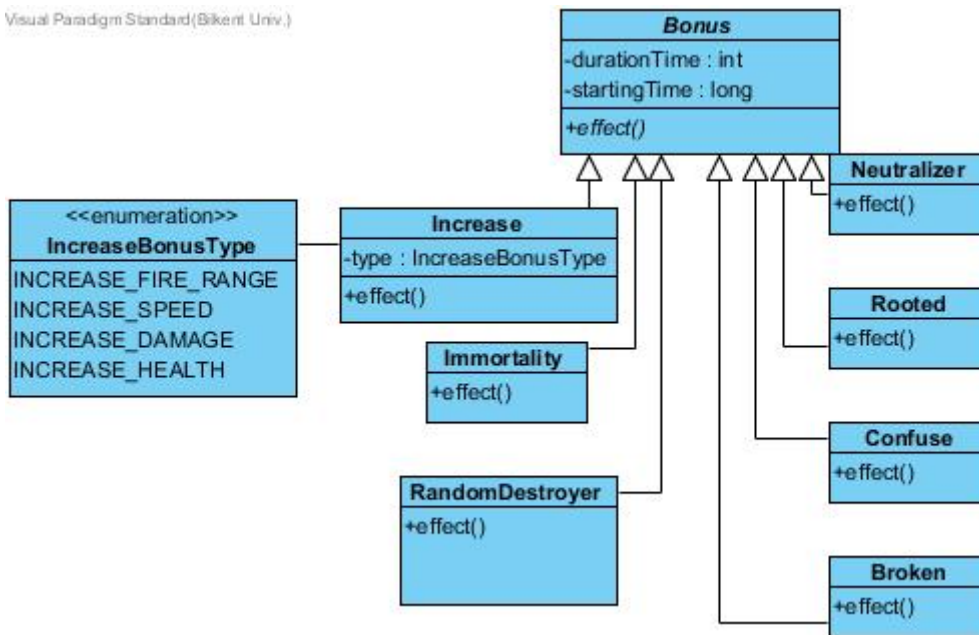 Visual Paradigm Standard(Bilkent Univ.)
Bonus
-durationTime : int
-startingTime : long
+effect()
<<enumeration>>
IncreaseBonusType
INCREASE_FIRE_RANGE
INCREASE_SPEED
INCREASE_DAMAGE
INCREASE_HEALTH
Increase
-type : IncreaseBonusType
+effect()
Immortality
+effect()
RandomDestroyer
+effect()
Neutralizer
+effect()
Rooted
+effect()
Confuse
+effect()
Broken
+effect()